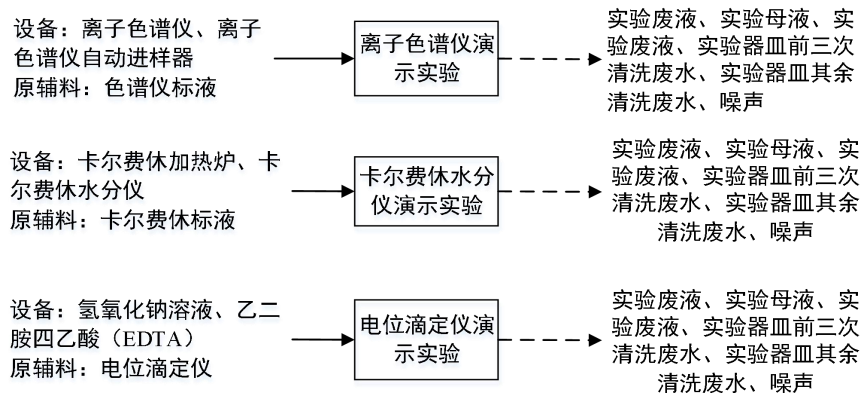 设备：离子色谱仪、离子
色谱仪自动进样器
原辅料：色谱仪标液
离子色谱仪演
示实验
实验废液、实验母液、实
验废液、实验器皿前三次
清洗废水、实验器皿其余
清洗废水、噪声
设备：卡尔费休加热炉、卡
尔费休水分仪
原辅料：卡尔费休标液
卡尔费休水分
仪演示实验
实验废液、实验母液、实
验废液、实验器皿前三次
清洗废水、实验器皿其余
清洗废水、噪声
设备：氢氧化钠溶液、乙二
胺四乙酸（EDTA）
原辅料：电位滴定仪
电位滴定仪演
示实验
实验废液、实验母液、实
验废液、实验器皿前三次
清洗废水、实验器皿其余
清洗废水、噪声